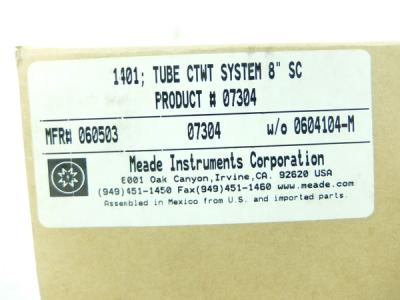 1401; TUBE CTWT SYSTEM 8" SC
PRODUCT # 07304
MFR# 060503 07304 w/o 0604104-M
Meade Instruments Corporation
6001 Oak Canyon,Irvine,CA. 92620 USA
(949)451-1450 Fax(949)451-1460 www.meade.com
Assembled in Mexico from U.S. and imported parts.